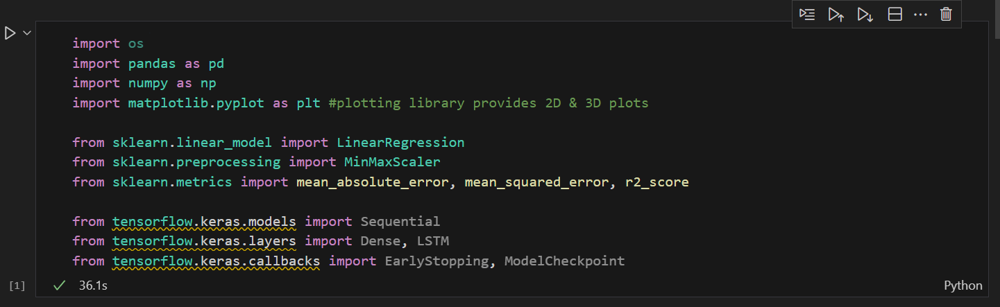 import os
import pandas as pd
import numpy as np
import matplotlib.pyplot as plt #plotting library provides 2D & 3D plots
from sklearn.linear_model import LinearRegression
from sklearn.preprocessing import MinMaxScaler
from sklearn.metrics import mean_absolute_error, mean_squared_error, r2_score
from tensorflow.keras.models import Sequential
from tensorflow.keras.layers import Dense, LSTM
from tensorflow.keras.callbacks import EarlyStopping, ModelCheckpoint
[1] 36.1s Python